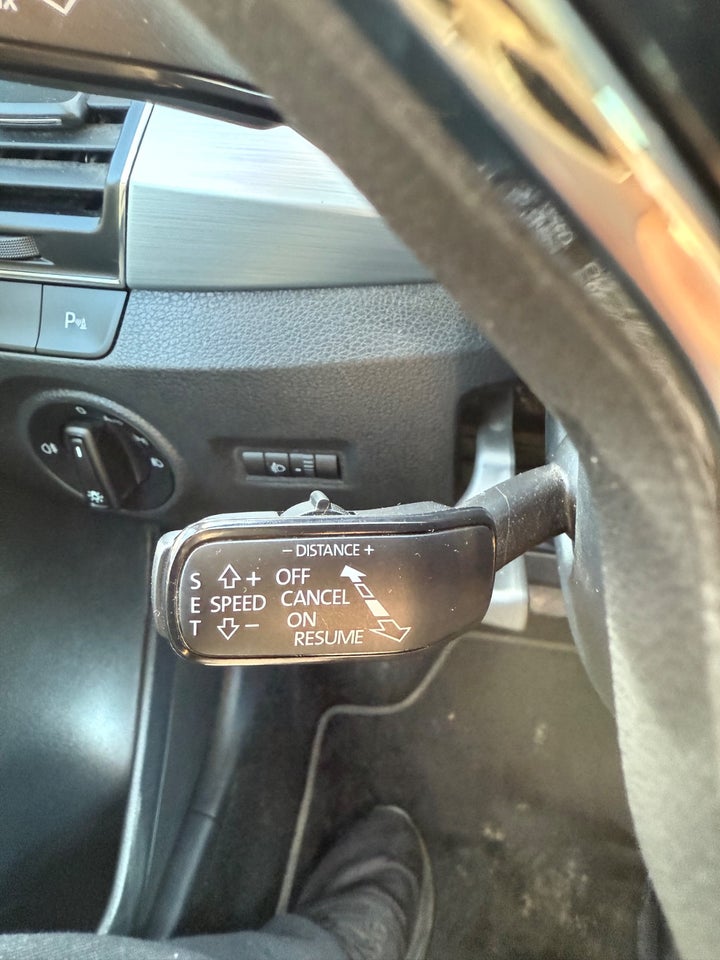 P
− DISTANCE +
S + OFF
E SPEED CANCEL
T − ON
RESUME